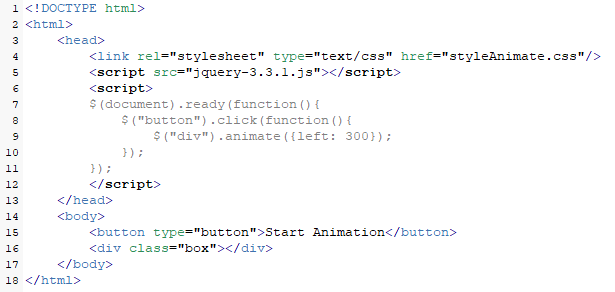 1 <!DOCTYPE html>
2 <html>
3 <head>
4 <link rel="stylesheet" type="text/css" href="styleAnimate.css"/>
5 <script src="jquery-3.3.1.js"></script>
6 <script>
7 $(document).ready(function(){
8 $("button").click(function(){
9 $("div").animate({left: 300});
10 });
11 });
12 </script>
13 </head>
14 <body>
15 <button type="button">Start Animation</button>
16 <div class="box"></div>
17 </body>
18 </html>